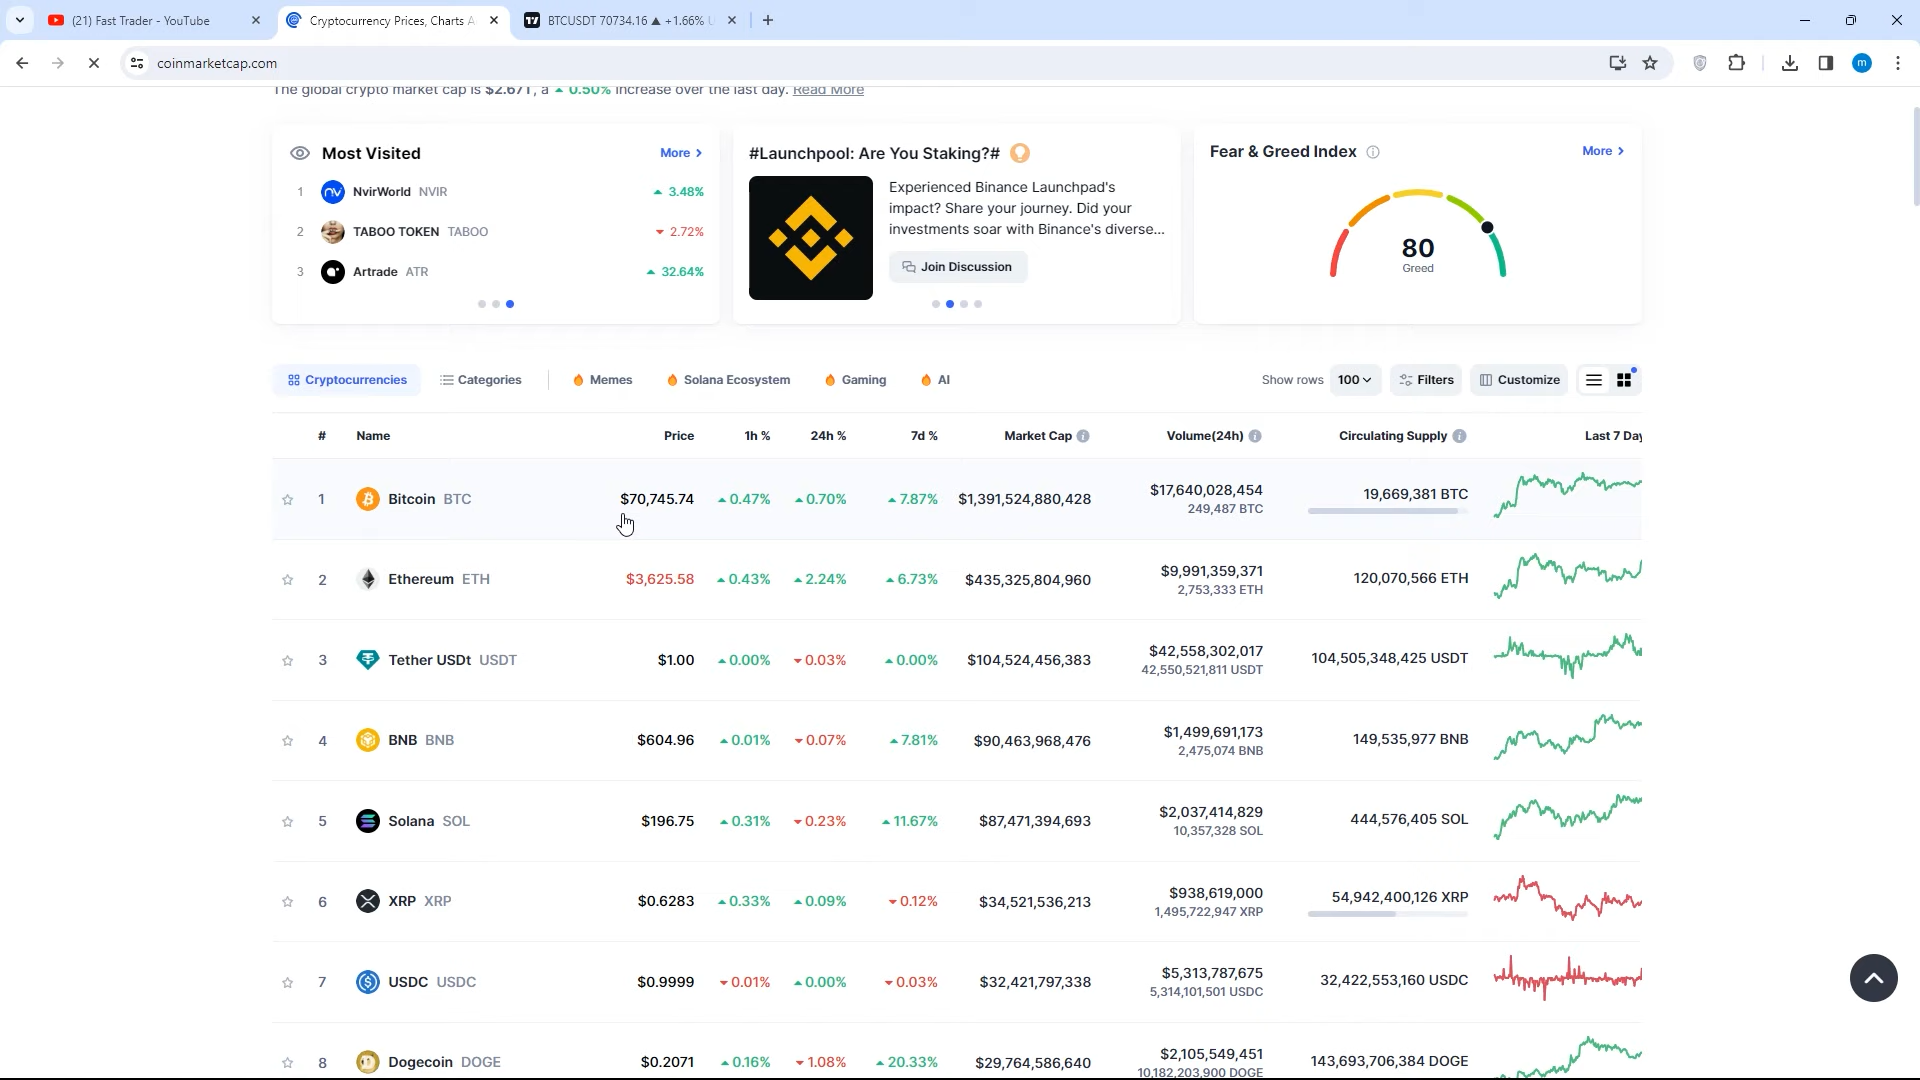 (21) Fast Trader - YouTube
Cryptocurrency Prices, Charts A
BTCUSDT 70734.16 ▲ +1.66% U
coinmarketcap.com
m
The global crypto market cap is $2.67T, a ▲ 0.50% increase over the last day. Read More
Most Visited
More >
1 NvirWorld NVIR ▲ 3.48%
2 TABOO TOKEN TABOO ▼ 2.72%
3 Artrade ATR ▲ 32.64%
#Launchpool: Are You Staking?#
Experienced Binance Launchpad's
impact? Share your journey. Did your
investments soar with Binance's diverse...
Join Discussion
Fear & Greed Index
More >
80
Greed
Cryptocurrencies Categories Memes Solana Ecosystem Gaming AI Show rows 100 Filters Customize
# Name Price 1h % 24h % 7d % Market Cap Volume(24h) Circulating Supply Last 7 Day
1 Bitcoin BTC $70,745.74 ▲ 0.47% ▲ 0.70% ▲ 7.87% $1,391,524,880,428 $17,640,028,454 19,669,381 BTC
249,487 BTC
2 Ethereum ETH $3,625.58 ▲ 0.43% ▲ 2.24% ▲ 6.73% $435,325,804,960 $9,991,359,371 120,070,566 ETH
2,753,333 ETH
3 Tether USDt USDT $1.00 ▲ 0.00% ▼ 0.03% ▲ 0.00% $104,524,456,383 $42,558,302,017 104,505,348,425 USDT
42,550,521,811 USDT
4 BNB BNB $604.96 ▲ 0.01% ▼ 0.07% ▲ 7.81% $90,463,968,476 $1,499,691,173 149,535,977 BNB
2,475,074 BNB
5 Solana SOL $196.75 ▲ 0.31% ▼ 0.23% ▲ 11.67% $87,471,394,693 $2,037,414,829 444,576,405 SOL
10,357,328 SOL
6 XRP XRP $0.6283 ▲ 0.33% ▲ 0.09% ▼ 0.12% $34,521,536,213 $938,619,000 54,942,400,126 XRP
1,495,722,947 XRP
7 USDC USDC $0.9999 ▼ 0.01% ▲ 0.00% ▼ 0.03% $32,421,797,338 $5,313,787,675 32,422,553,160 USDC
5,314,101,501 USDC
8 Dogecoin DOGE $0.2071 ▲ 0.16% ▼ 1.08% ▲ 20.33% $29,764,586,640 $2,105,549,451 143,693,706,384 DOGE
10,182,203,900 DOGE